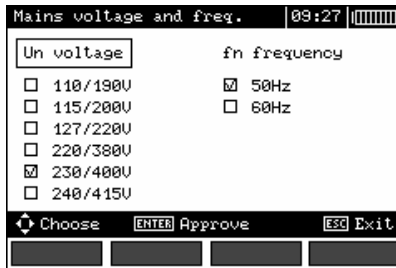 Mains voltage and freq. 09:27
Un voltage fn frequency
110/190V 50Hz
115/200V 60Hz
127/220V
220/380V
230/400V
240/415V
Choose ENTER Approve ESC Exit